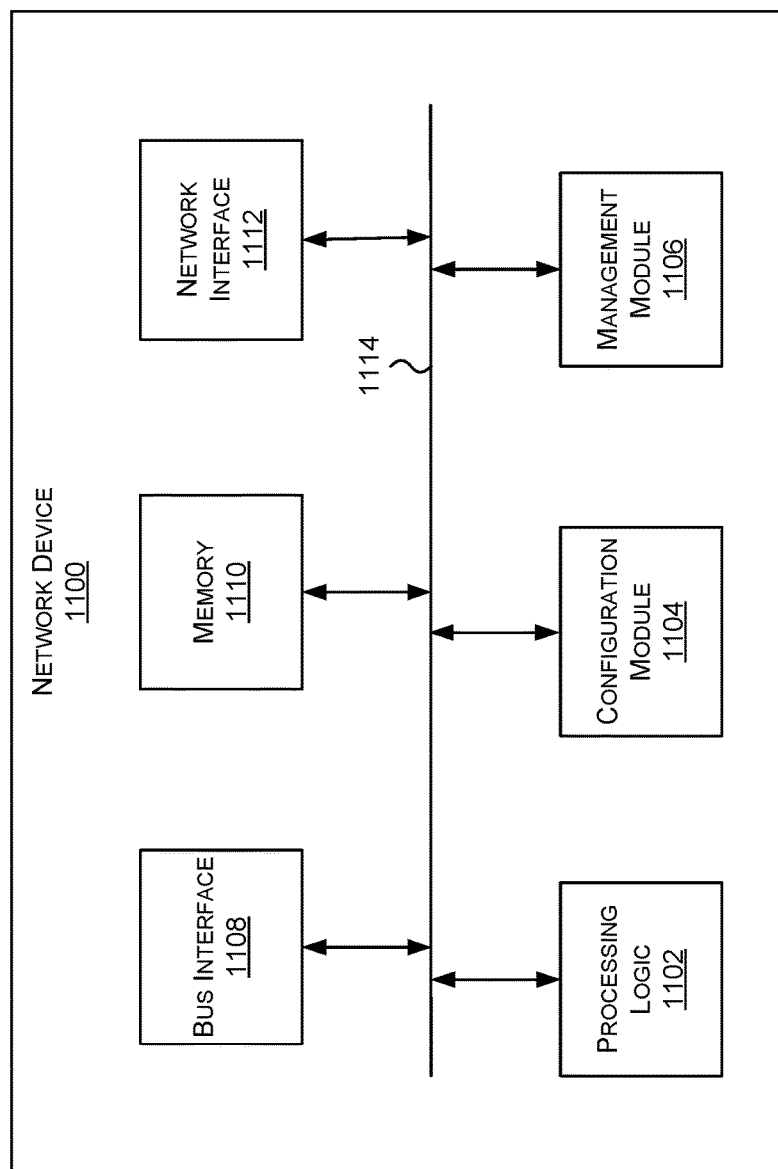 NETWORK DEVICE
1100
BUS INTERFACE
1108
MEMORY
1110
NETWORK
INTERFACE
1112
1114
PROCESSING
LOGIC
1102
CONFIGURATION
MODULE
1104
MANAGEMENT
MODULE
1106